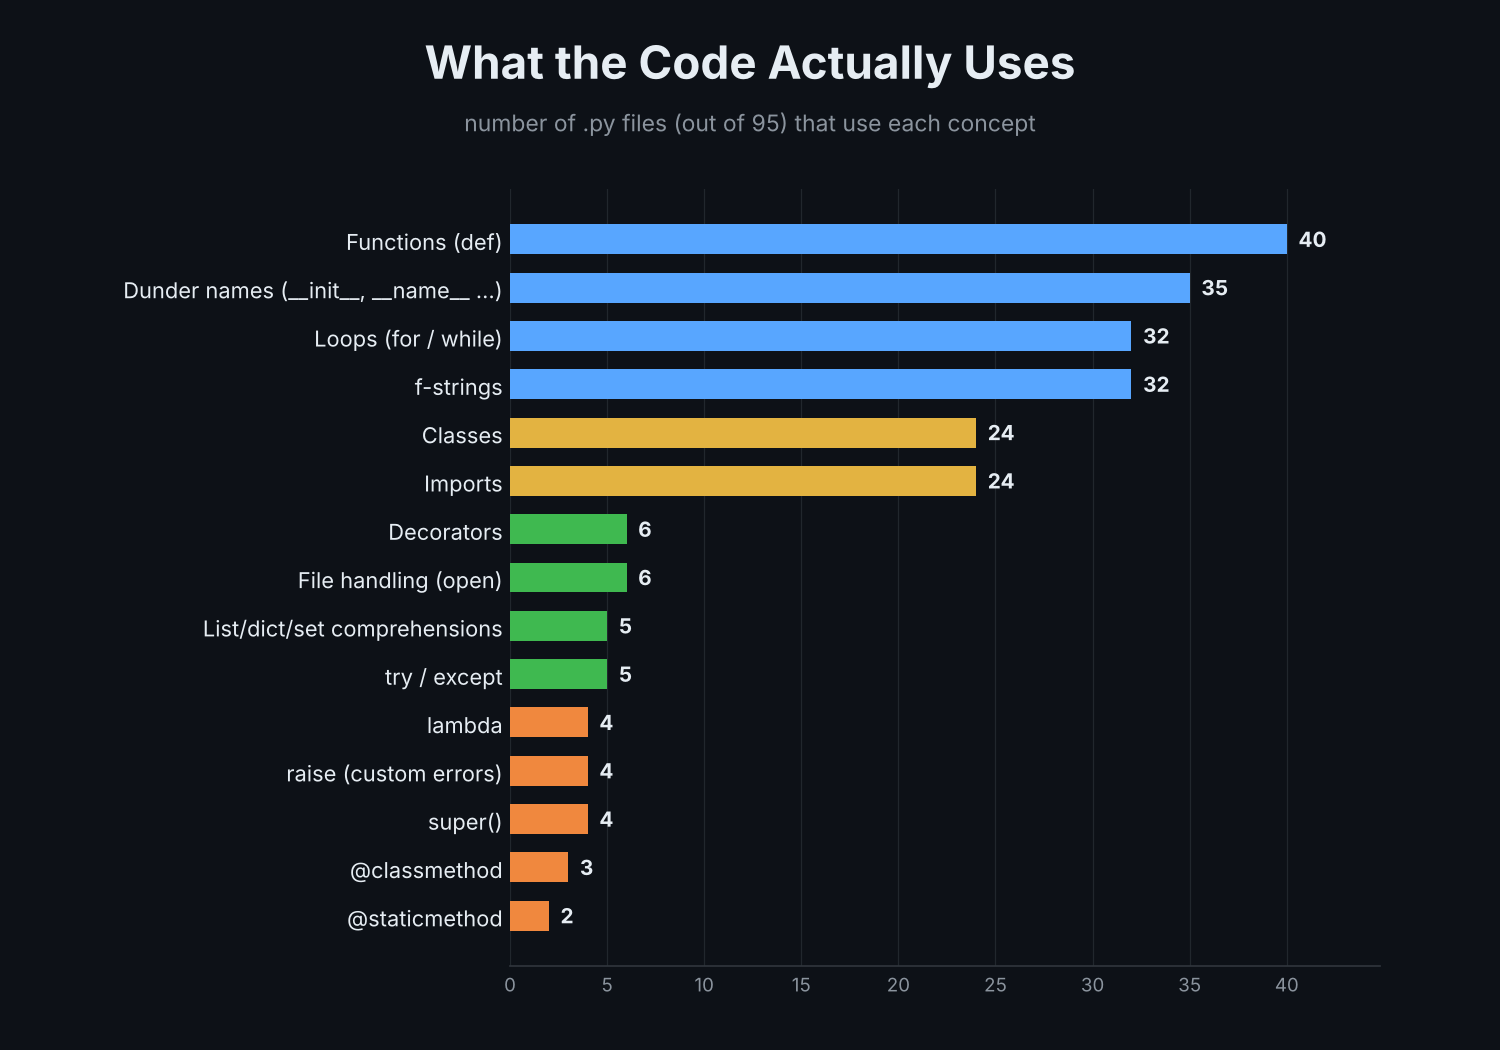 What the Code Actually Uses
number of .py files (out of 95) that use each concept
Functions (def) 40
Dunder names (__init__, __name__ ...) 35
Loops (for / while) 32
f-strings 32
Classes 24
Imports 24
Decorators 6
File handling (open) 6
List/dict/set comprehensions 5
try / except 5
lambda 4
raise (custom errors) 4
super() 4
@classmethod 3
@staticmethod 2
0 5 10 15 20 25 30 35 40